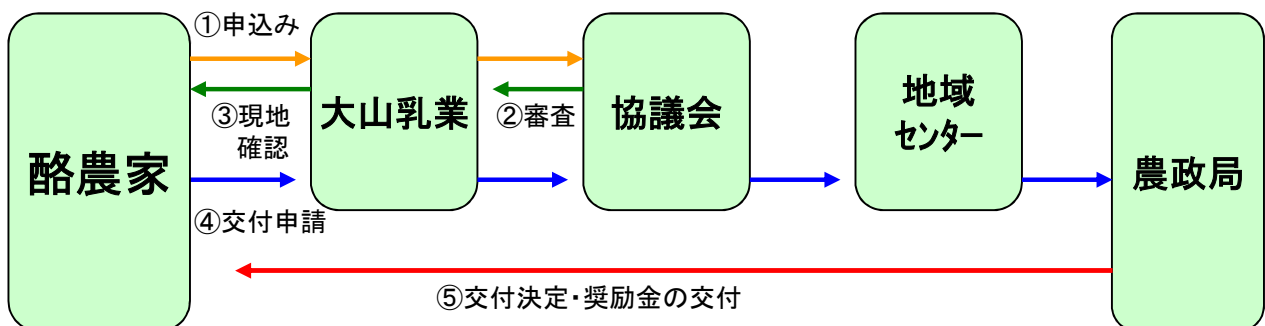 ①申込み
酪農家
大山乳業
協議会
地域
センター
農政局
③現地
確認
②審査
④交付申請
⑤交付決定・奨励金の交付